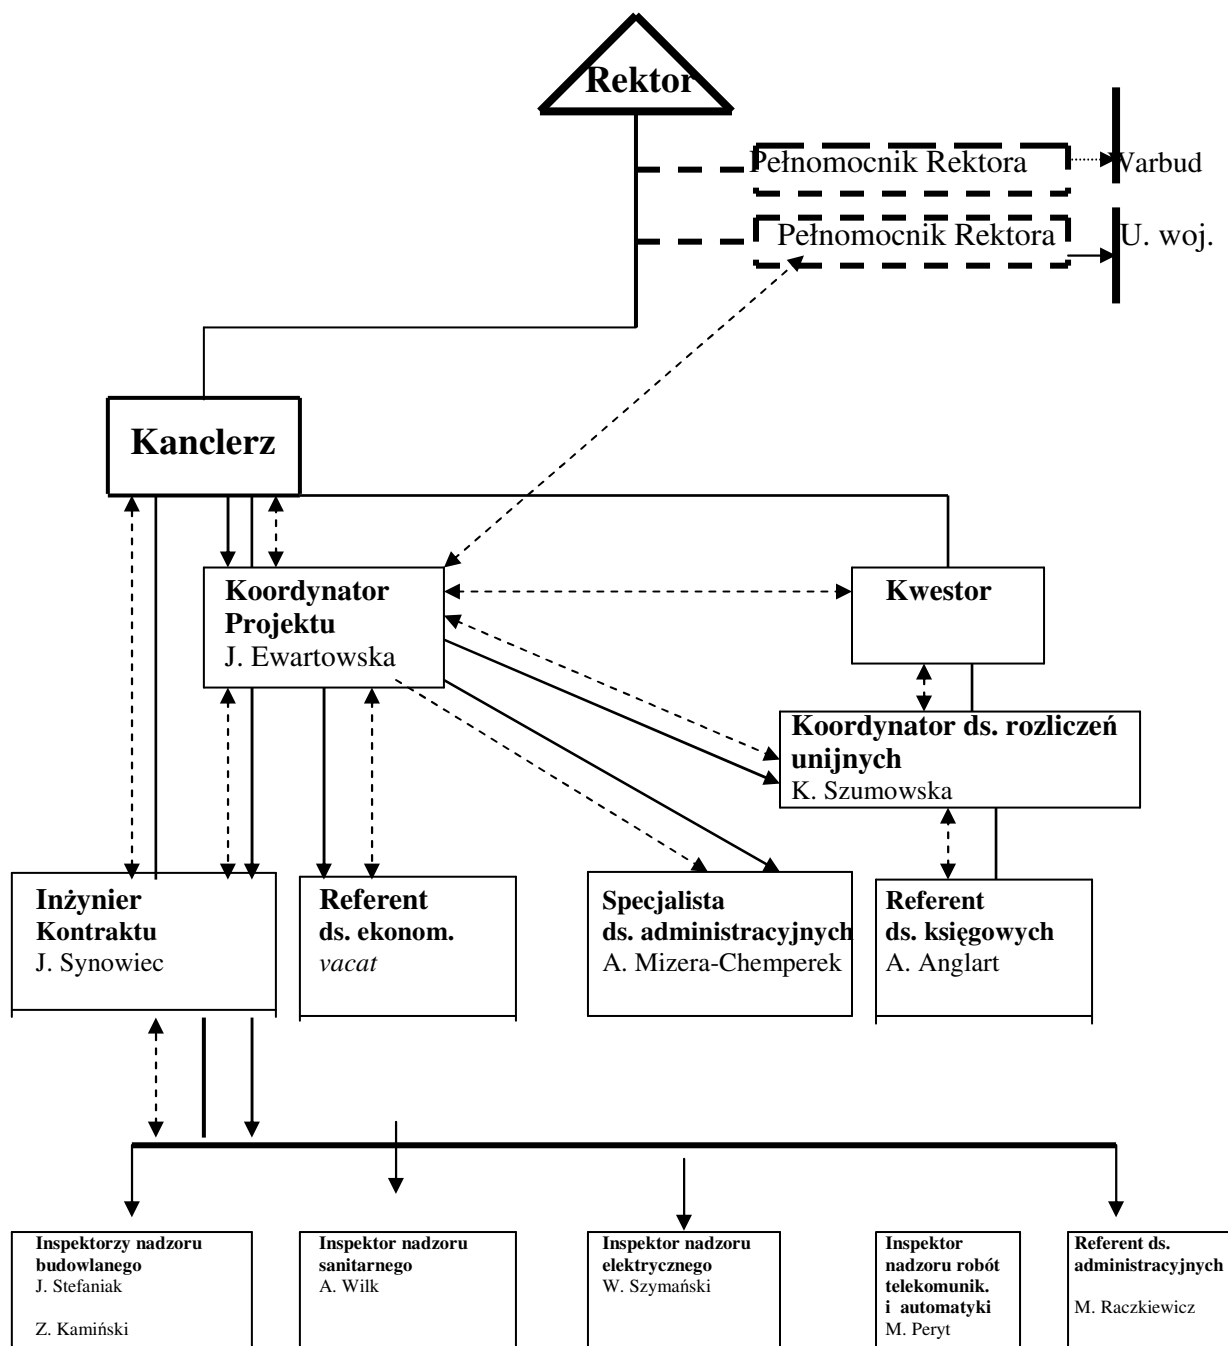 Rektor
Pełnomocnik Rektora
Warbud
Pełnomocnik Rektora
U. woj.
Kanclerz
Koordynator
Projektu
J. Ewartowska
Kwestor
Koordynator ds. rozliczeń
unijnych
K. Szumowska
Inżynier
Kontraktu
J. Synowiec
Referent
ds. ekonom.
vacat
Specjalista
ds. administracyjnych
A. Mizera-Chemperek
Referent
ds. księgowych
A. Anglart
Inspektorzy nadzoru
budowlanego
J. Stefaniak
Z. Kamiński
Inspektor nadzoru
sanitarnego
A. Wilk
Inspektor nadzoru
elektrycznego
W. Szymański
Inspektor
nadzoru robót
telekomunik.
i automatyki
M. Peryt
Referent ds.
administracyjnych
M. Raczkiewicz